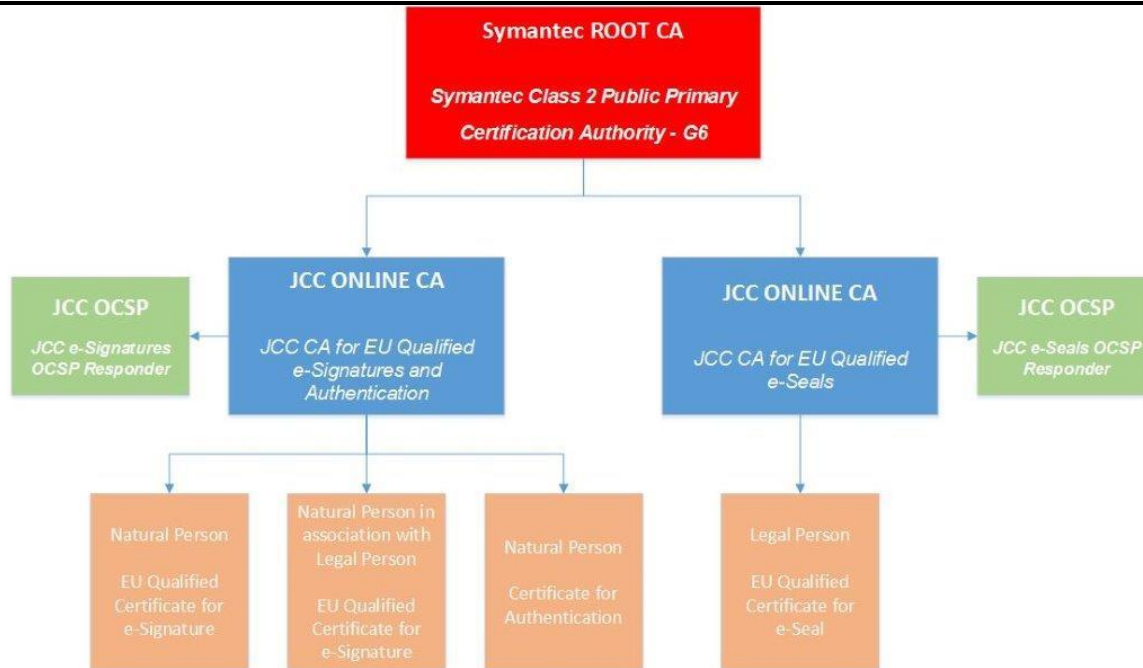 Symantec ROOT CA
Symantec Class 2 Public Primary
Certification Authority - G6
JCC OCSP
JCC e-Signatures
OCSP Responder
JCC ONLINE CA
JCC CA for EU Qualified
e-Signatures and
Authentication
JCC ONLINE CA
JCC CA for EU Qualified
e-Seals
JCC OCSP
JCC e-Seals OCSP
Responder
Natural Person
EU Qualified
Certificate for
e-Signature
Natural Person in
association with
Legal Person
EU Qualified
Certificate for
e-Signature
Natural Person
Certificate for
Authentication
Legal Person
EU Qualified
Certificate for
e-Seal